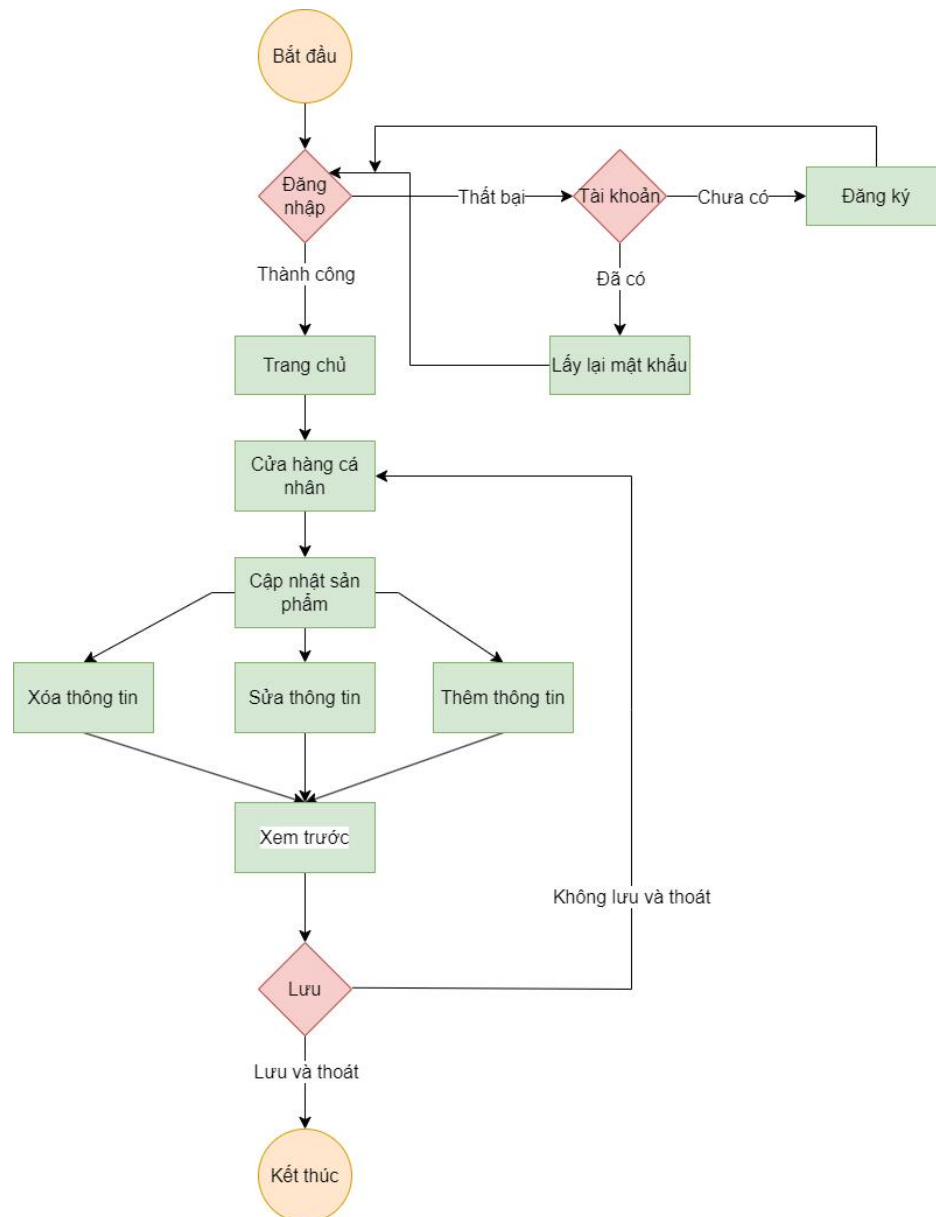 Bắt đầu
Đăng
nhập
Thất bại
Tài khoản
Chưa có
Đăng ký
Thành công
Đã có
Trang chủ
Lấy lại mật khẩu
Cửa hàng cá
nhân
Cập nhật sản
phẩm
Xóa thông tin
Sửa thông tin
Thêm thông tin
Xem trước
Không lưu và thoát
Lưu
Lưu và thoát
Kết thúc